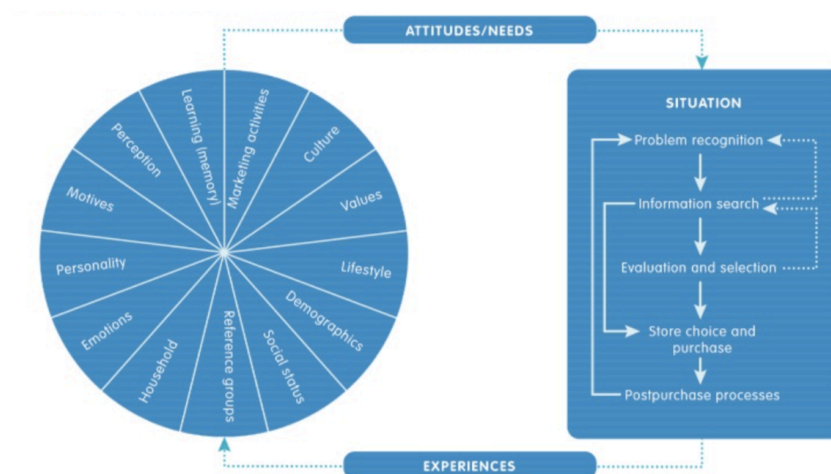 ATTITUDES/NEEDS
Learning (memory)
Marketing activities
Culture
Values
Lifestyle
Demographics
Social status
Reference groups
Household
Emotions
Personality
Motives
Perception
SITUATION
Problem recognition
Information search
Evaluation and selection
Store choice and
purchase
Postpurchase processes
EXPERIENCES